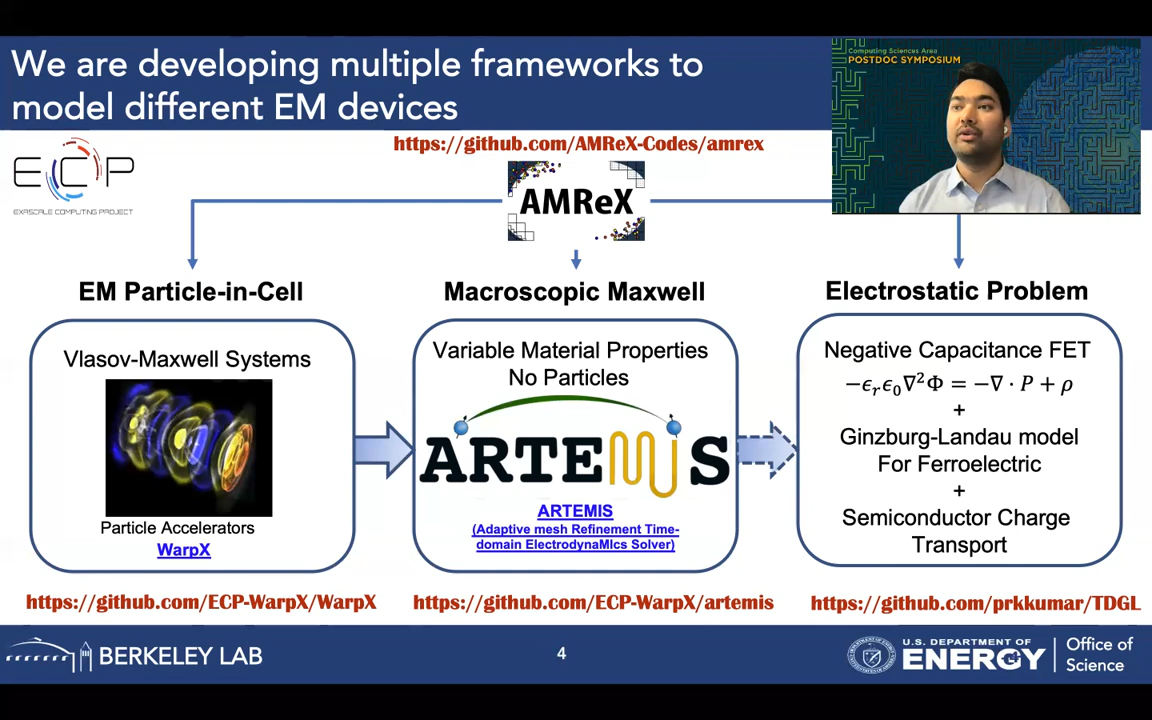 We are developing multiple frameworks to
model different EM devices
Computing Sciences Area
POSTDOC SYMPOSIUM
https://github.com/AMReX-Codes/amrex
ECP
EXASCALE COMPUTING PROJECT
AMReX
EM Particle-in-Cell
Vlasov-Maxwell Systems
Particle Accelerators
WarpX
https://github.com/ECP-WarpX/WarpX
Macroscopic Maxwell
Variable Material Properties
No Particles
ARTEMIS
ARTEMIS
(Adaptive mesh Refinement Time-
domain ElectrodynaMIcs Solver)
https://github.com/ECP-WarpX/artemis
Electrostatic Problem
Negative Capacitance FET
−ϵᵣϵ₀∇²Φ = −∇ · P + ρ
+
Ginzburg-Landau model
For Ferroelectric
+
Semiconductor Charge
Transport
https://github.com/prkkumar/TDGL
BERKELEY LAB
4
U.S. DEPARTMENT OF
ENERGY
Office of
Science